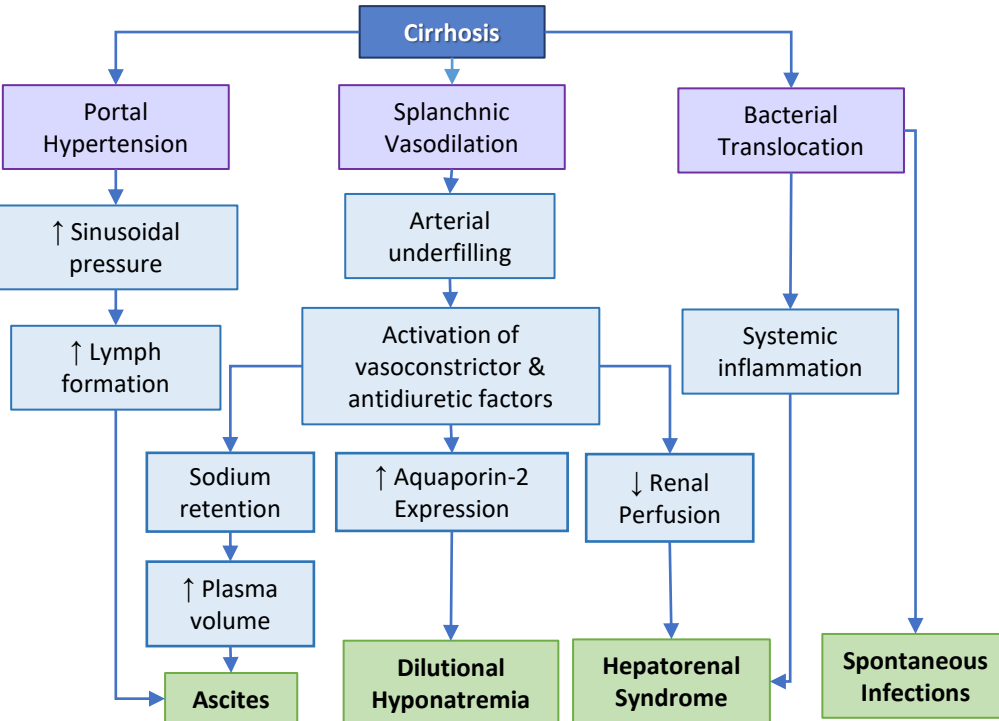 Cirrhosis
Portal
Hypertension
Splanchnic
Vasodilation
Bacterial
Translocation
↑ Sinusoidal
pressure
Arterial
underfilling
↑ Lymph
formation
Activation of
vasoconstrictor &
antidiuretic factors
Systemic
inflammation
Sodium
retention
↑ Aquaporin-2
Expression
↓ Renal
Perfusion
↑ Plasma
volume
Ascites
Dilutional
Hyponatremia
Hepatorenal
Syndrome
Spontaneous
Infections